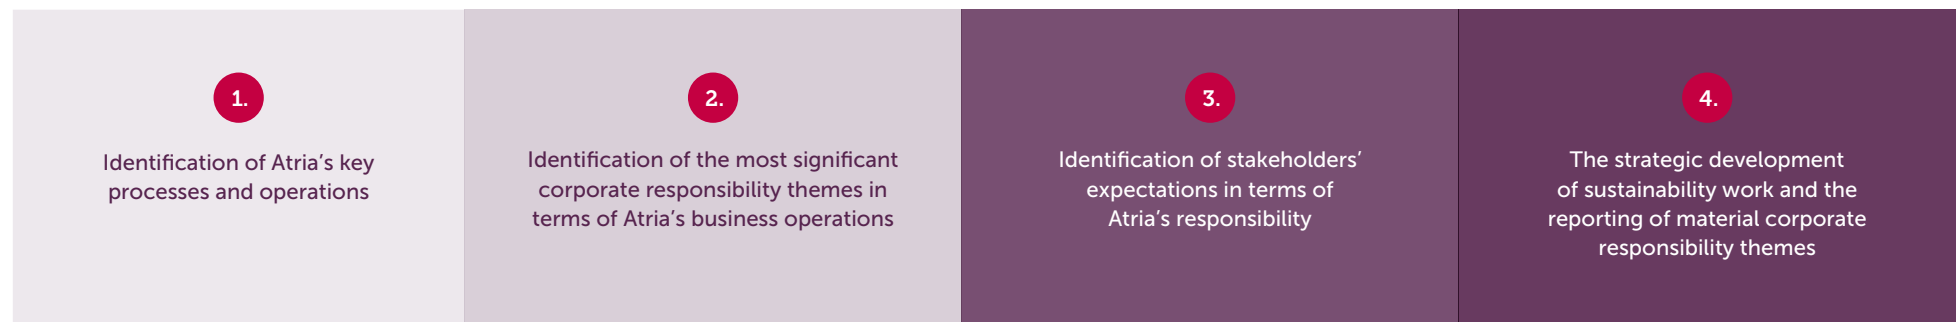 1.
Identification of Atria’s key
processes and operations
2.
Identification of the most significant
corporate responsibility themes in
terms of Atria’s business operations
3.
Identification of stakeholders’
expectations in terms of
Atria’s responsibility
4.
The strategic development
of sustainability work and the
reporting of material corporate
responsibility themes